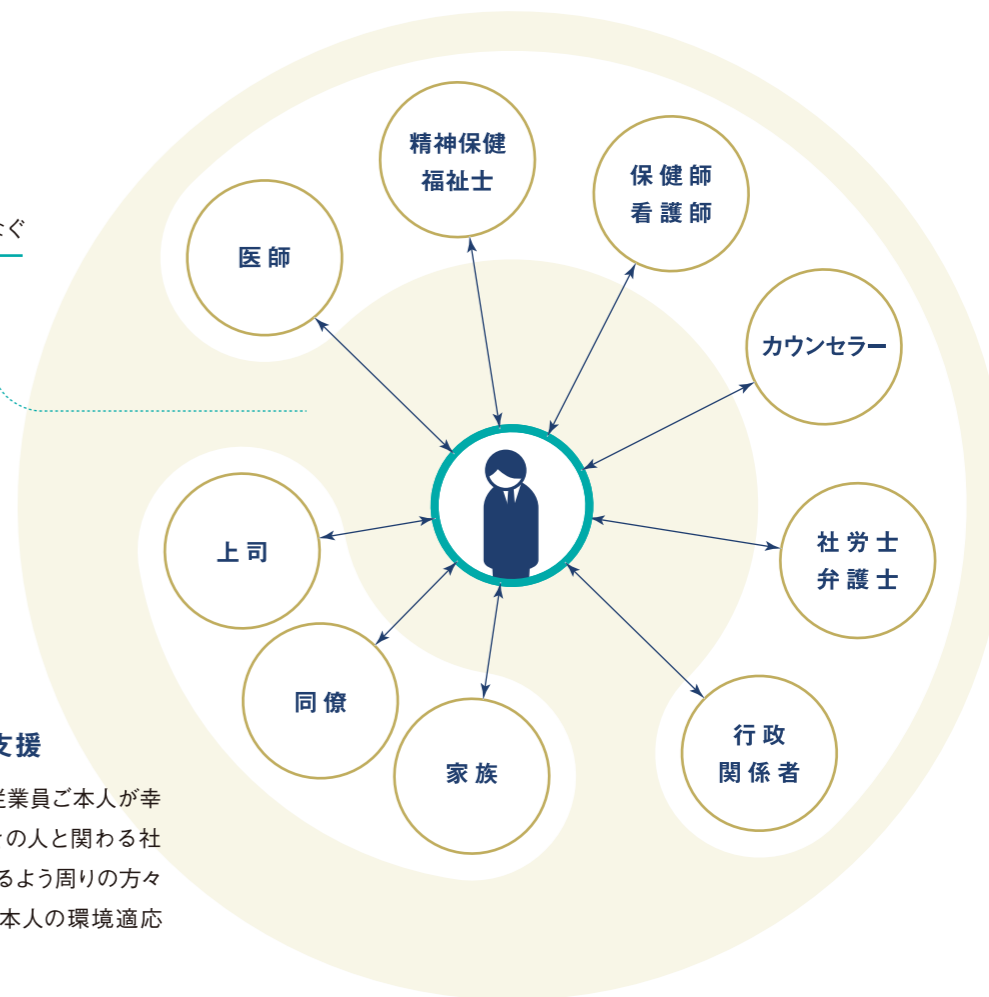 なぐ
精神保健
福祉士
保健師
看護師
医師
カウンセラー
上司
社労士
弁護士
同僚
家族
行政
関係者
支援
従業員ご本人が幸
の人と関わる社
るよう周りの方々
本人の環境適応